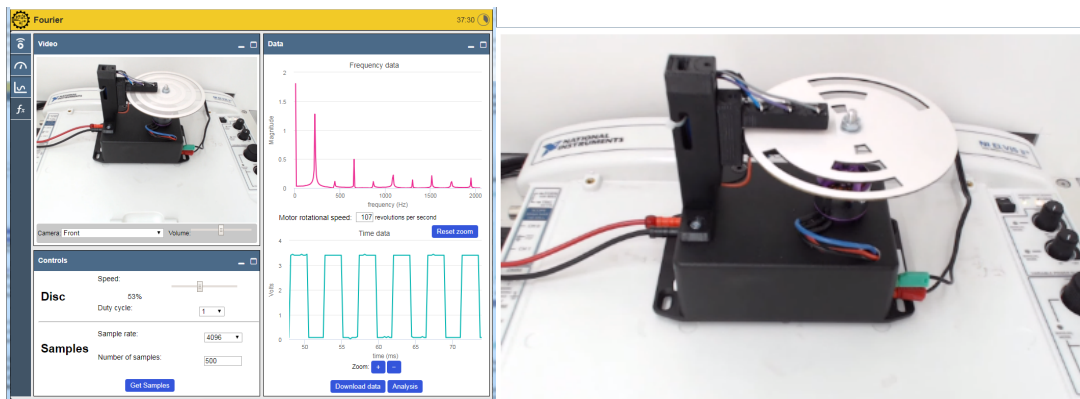 Fourier
37:30
Video
Camera: Front
Volume:
Controls
Disc
Speed:
53%
Duty cycle:
1
Samples
Sample rate:
4096
Number of samples:
500
Get Samples
Data
Frequency data
Magnitude
2
1.5
1
0.5
0
0
500
1000
1500
2000
frequency (Hz)
Motor rotational speed: 107 revolutions per second
Reset zoom
Time data
Volts
4
3
2
1
0
50
55
60
65
70
time (ms)
Zoom: + −
Download data
Analysis
NATIONAL
INSTRUMENTS
NI ELVIS II